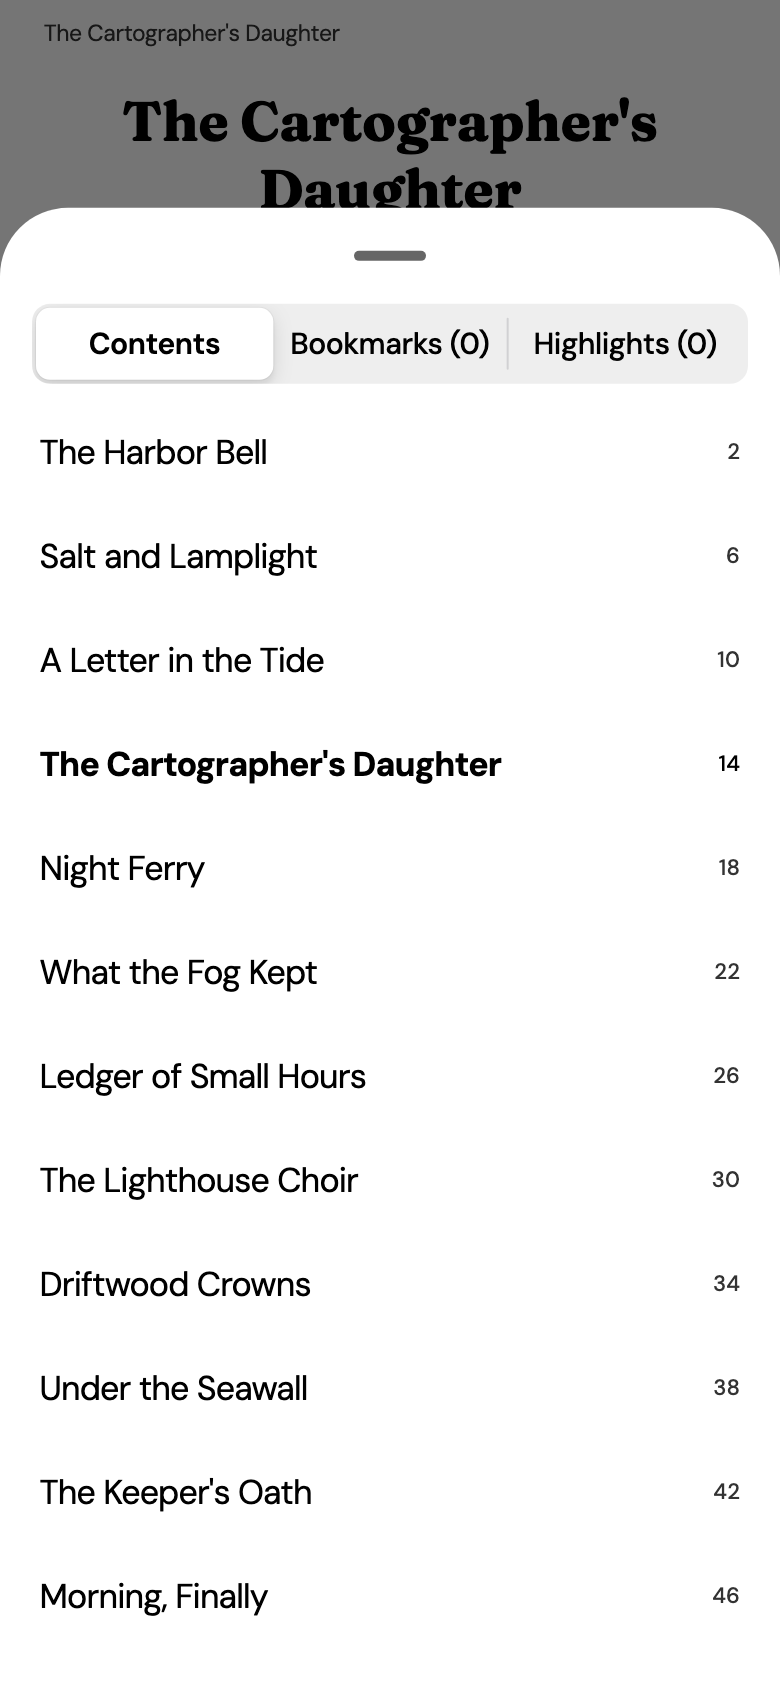 The Cartographer's Daughter
The Cartographer's
Daughter
Contents Bookmarks (0) Highlights (0)
The Harbor Bell 2
Salt and Lamplight 6
A Letter in the Tide 10
The Cartographer's Daughter 14
Night Ferry 18
What the Fog Kept 22
Ledger of Small Hours 26
The Lighthouse Choir 30
Driftwood Crowns 34
Under the Seawall 38
The Keeper's Oath 42
Morning, Finally 46